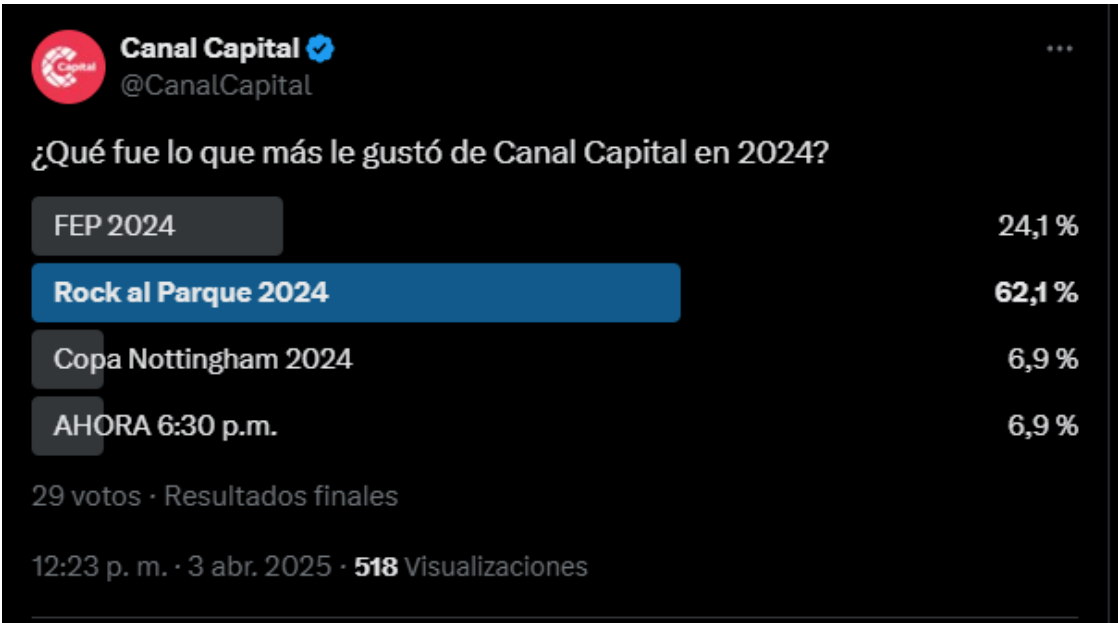 Capital
Canal Capital
@CanalCapital
¿Qué fue lo que más le gustó de Canal Capital en 2024?
FEP 2024 24,1 %
Rock al Parque 2024 62,1 %
Copa Nottingham 2024 6,9 %
AHORA 6:30 p.m. 6,9 %
29 votos · Resultados finales
12:23 p. m. · 3 abr. 2025 · 518 Visualizaciones